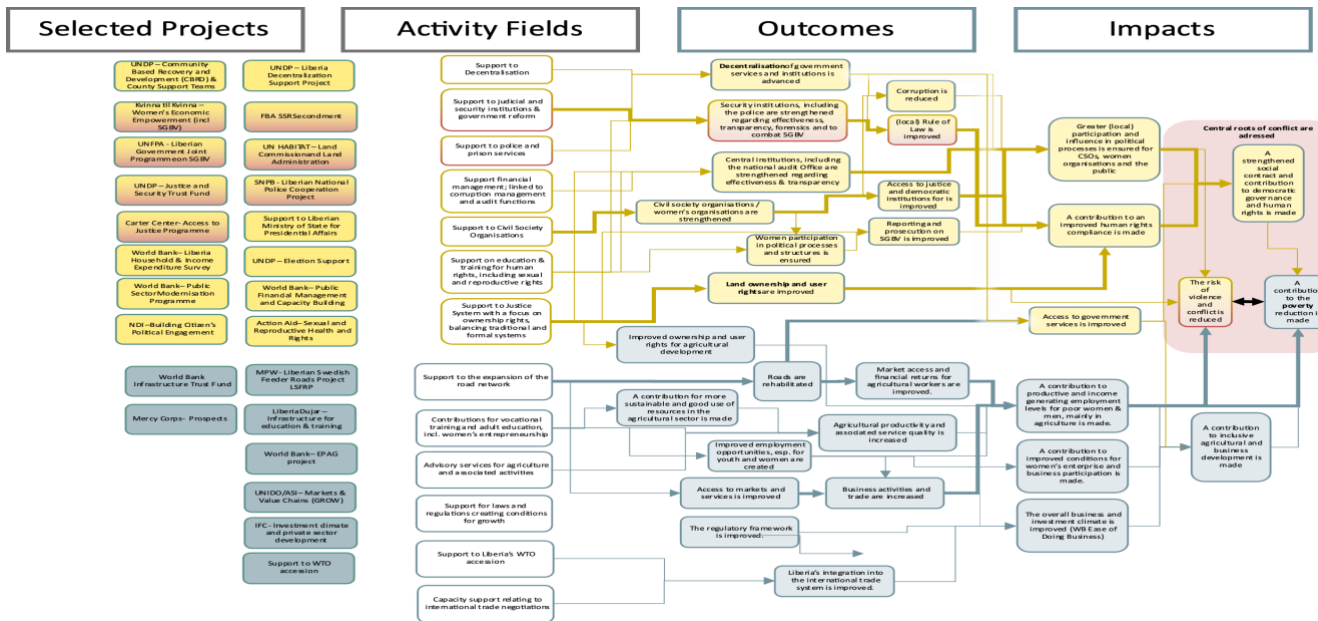 Selected Projects
Activity Fields
Outcomes
Impacts
UNDP – Community
Based Recovery and
Development (CBRD) &
County Support Teams
UNDP – Liberia
Decentralization
Support Project
Kvinna til Kvinna –
Women's Economic
Empowerment (incl
SGBV)
FBA SSRSecondment
UNFPA - Liberian
Government Joint
Programmeon SGBV
UN HABITAT – Land
Commissionand Land
Administration
UNDP – Justice and
Security Trust Fund
SNPB - Liberian National
Police Cooperation
Project
Carter Center- Access to
Justice Programme
Support to Liberian
Ministry of State for
Presidential Affairs
World Bank– Liberia
Household & Income
Expenditure Survey
UNDP – Election Support
World Bank– Public
SectorModernisation
Programme
World Bank– Public
Financial Management
and Capacity Building
NDI –Building Citizen's
Political Engagement
Action Aid– Sexual and
Reproductive Health and
Rights
World Bank
Infrastructure Trust Fund
MPW - Liberian Swedish
Feeder Roads Project
LSFRP
Mercy Corps- Prospects
LiberiaDujar –
Infrastructure for
education & training
World Bank– EPAG
project
UNIDO/ASI– Markets &
Value Chains (GROW)
IFC - Investment climate
and private sector
development
Support to WTO
accession
Support to
Decentralisation
Support to judicial and
security institutions &
government reform
Support to police and
prison services
Support financial
management; linked to
corruption management
and audit functions
Support to Civil Society
Organisations
Support on education &
training for human
rights, including sexual
and reproductive rights
Support to Justice
System with a focus on
ownership rights,
balancing traditional and
formal systems
Support to the expansion of the
road network
Contributions for vocational
training and adult education,
incl. women's entrepreneurship
Advisory services for agriculture
and associated activities
Support for laws and
regulations creating conditions
for growth
Support to Liberia's WTO
accession
Capacity support relating to
international trade negotiations
Decentralisation of government
services and institutions is
advanced
Security institutions, including
the police are strengthened
regarding effectiveness,
transparency, forensics and to
combat SGBV
Central institutions, including
the national audit Office are
strengthened regarding
effectiveness & transparency
Civil society organisations /
women's organisations are
strengthened
Women participation
in political processes
and structures is
ensured
Land ownership and user
rights are improved
Corruption is
reduced
(local) Rule of
Law is
improved
Access to justice
and democratic
institutions for is
improved
Reporting and
prosecution on
SGBV is improved
Access to government
services is improved
Improved ownership and user
rights for agricultural
development
Roads are
rehabilitated
Market access and
financial returns for
agricultural workers are
improved.
A contribution for more
sustainable and good use of
resources in the
agricultural sector is made
Agricultural productivity and
associated service quality is
increased
Improved employment
opportunities, esp. for
youth and women are
created
Access to markets and
services is improved
Business activities and
trade are increased
The regulatory framework
is improved.
Liberia's integration into
the international trade
system is improved.
Greater (local)
participation and
influence in political
processes is ensured for
CSOs, women
organisations and the
public
A contribution to an
improved human rights
compliance is made
A contribution to
productive and income
generating employment
levels for poor women &
men, mainly in
agriculture is made.
A contribution to
improved conditions for
women's enterprise and
business participation is
made.
The overall business and
investment climate is
improved (WB Ease of
Doing Business)
Central roots of conflict are
adressed
A
strengthened
social
contract and
contribution to
democratic
governance
and human
rights is made
The risk
of
violence
and
conflict is
reduced
A
contribution
to the
poverty
reduction is
made
A contribution
to inclusive
agricultural and
business
development is
made